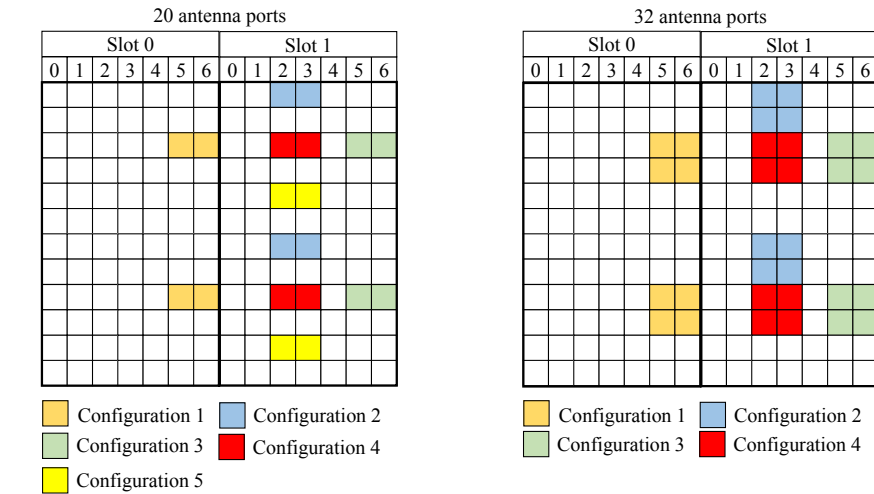 20 antenna ports
Slot 0 Slot 1
0 1 2 3 4 5 6 0 1 2 3 4 5 6
Configuration 1 Configuration 2
Configuration 3 Configuration 4
Configuration 5
32 antenna ports
Slot 0 Slot 1
0 1 2 3 4 5 6 0 1 2 3 4 5 6
Configuration 1 Configuration 2
Configuration 3 Configuration 4